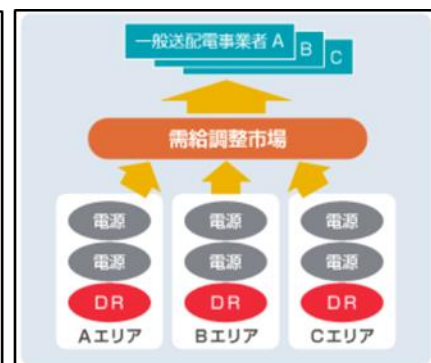 一般送配電事業者 A
B
C
需給調整市場
電源 電源 電源
電源 電源 電源
DR DR DR
Aエリア Bエリア Cエリア